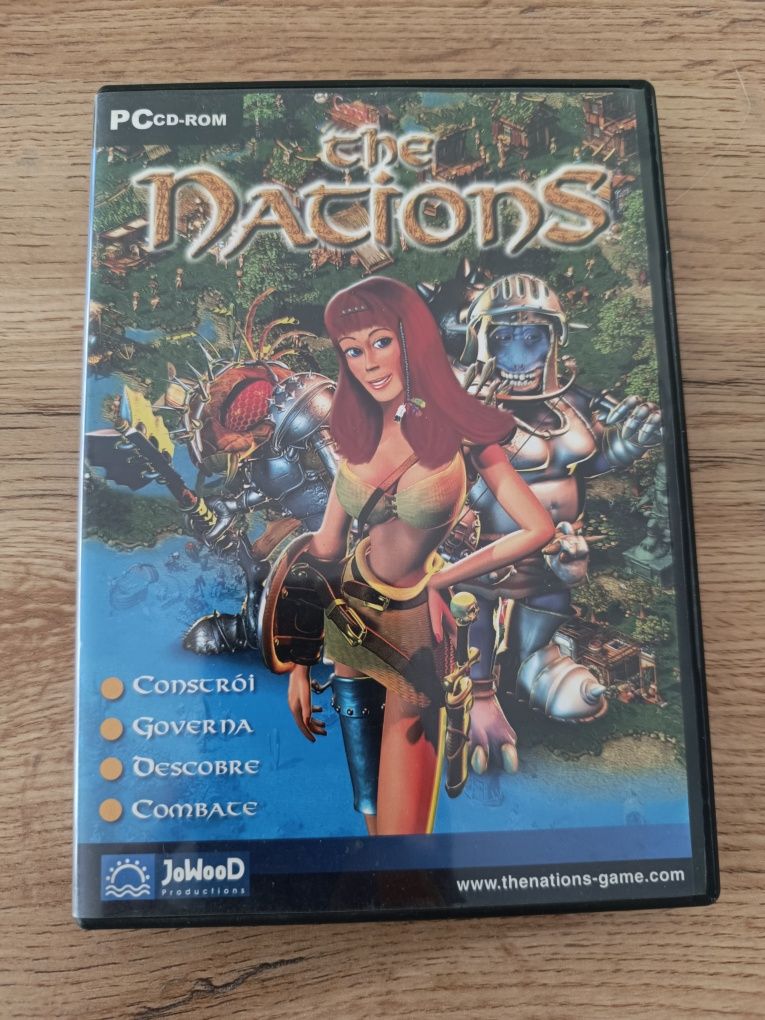 PC CD-ROM
the
Nations
Constrói
Governa
Descobre
Combate
JoWooD
Productions
www.thenations-game.com